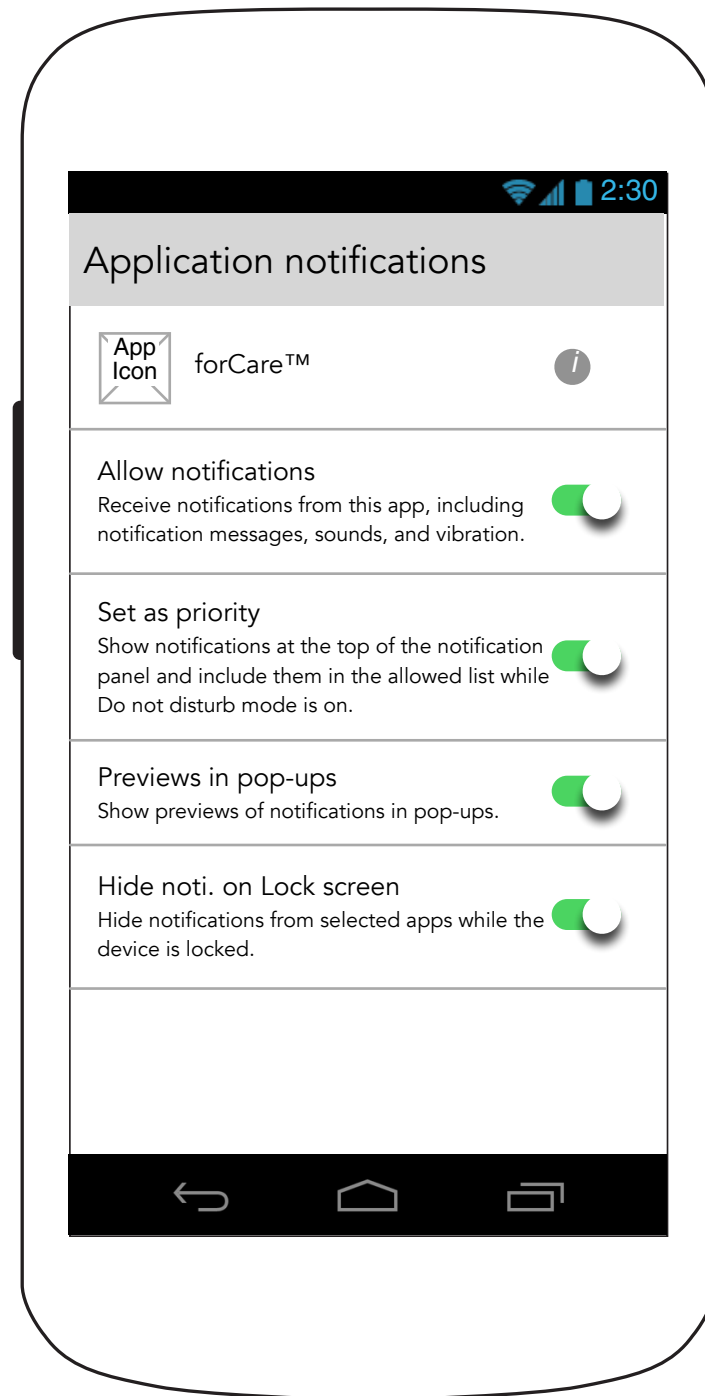 2:30
Application notifications
App
Icon
forCare™
i
Allow notifications
Receive notifications from this app, including
notification messages, sounds, and vibration.
Set as priority
Show notifications at the top of the notification
panel and include them in the allowed list while
Do not disturb mode is on.
Previews in pop-ups
Show previews of notifications in pop-ups.
Hide noti. on Lock screen
Hide notifications from selected apps while the
device is locked.